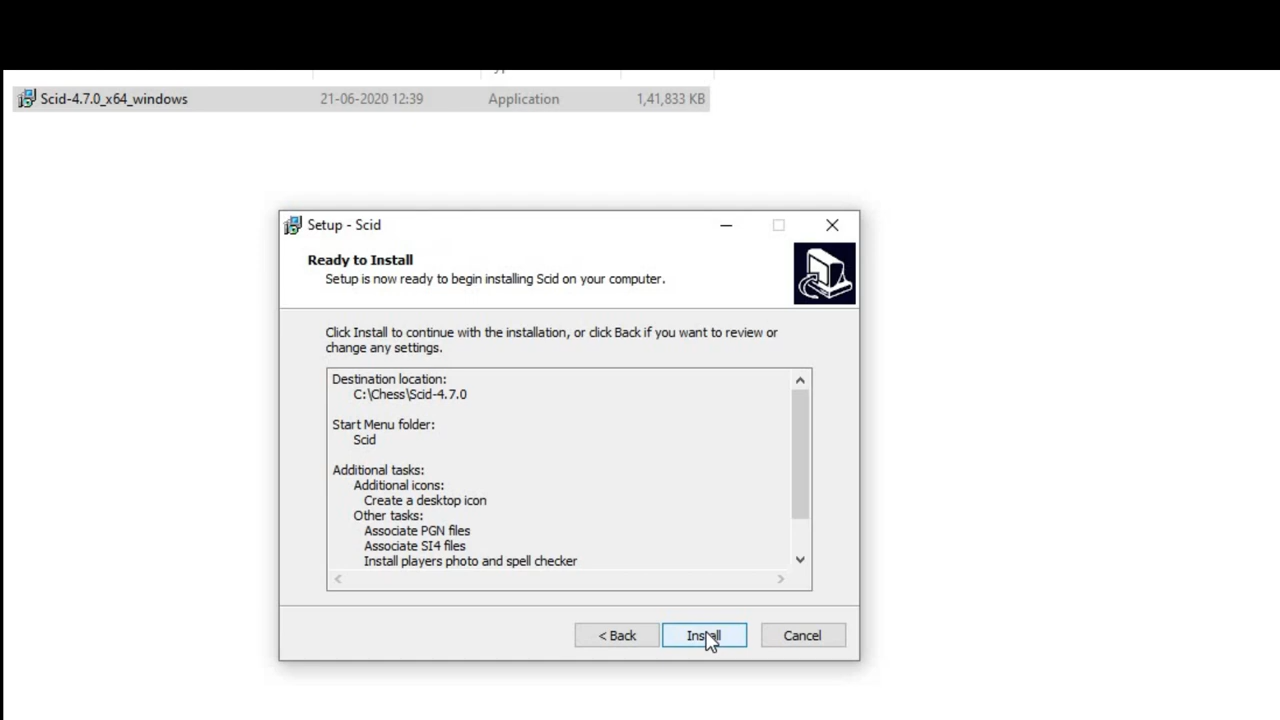 Scid-4.7.0_x64_windows 21-06-2020 12:39 Application 1,41,833 KB
Setup - Scid
Ready to Install
Setup is now ready to begin installing Scid on your computer.
Click Install to continue with the installation, or click Back if you want to review or
change any settings.
Destination location:
C:\Chess\Scid-4.7.0
Start Menu folder:
Scid
Additional tasks:
Additional icons:
Create a desktop icon
Other tasks:
Associate PGN files
Associate SI4 files
Install players photo and spell checker
< Back Install Cancel